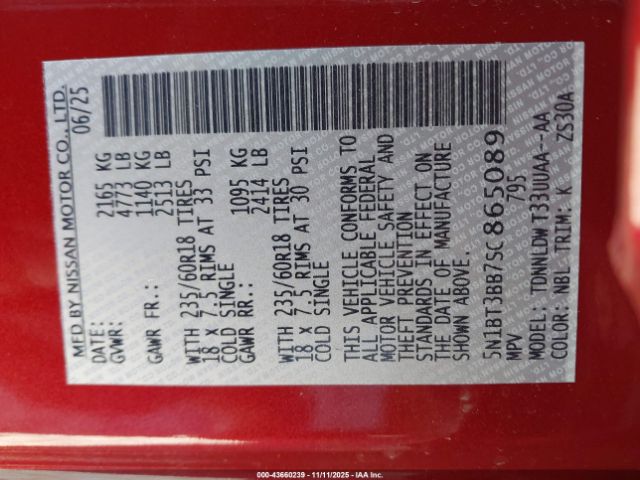 MFD BY NISSAN MOTOR CO., LTD.
DATE: 06/25
GVWR: 2165 KG
4773 LB
GAWR FR.: 1140 KG
2513 LB
WITH 235/60R18 TIRES
18 X 7.5 RIMS AT 33 PSI
COLD SINGLE
GAWR RR.: 1095 KG
2414 LB
WITH 235/60R18 TIRES
18 X 7.5 RIMS AT 30 PSI
COLD SINGLE
THIS VEHICLE CONFORMS TO
ALL APPLICABLE FEDERAL
MOTOR VEHICLE SAFETY AND
THEFT PREVENTION
STANDARDS IN EFFECT ON
THE DATE OF MANUFACTURE
SHOWN ABOVE.
5N1BT3BB7SC865089
MPV 795
MODEL: TDNNLDWT33UUAA--AA
COLOR: NBL TRIM: K ZS30A
000-43660239 - 11/11/2025 - IAA Inc.